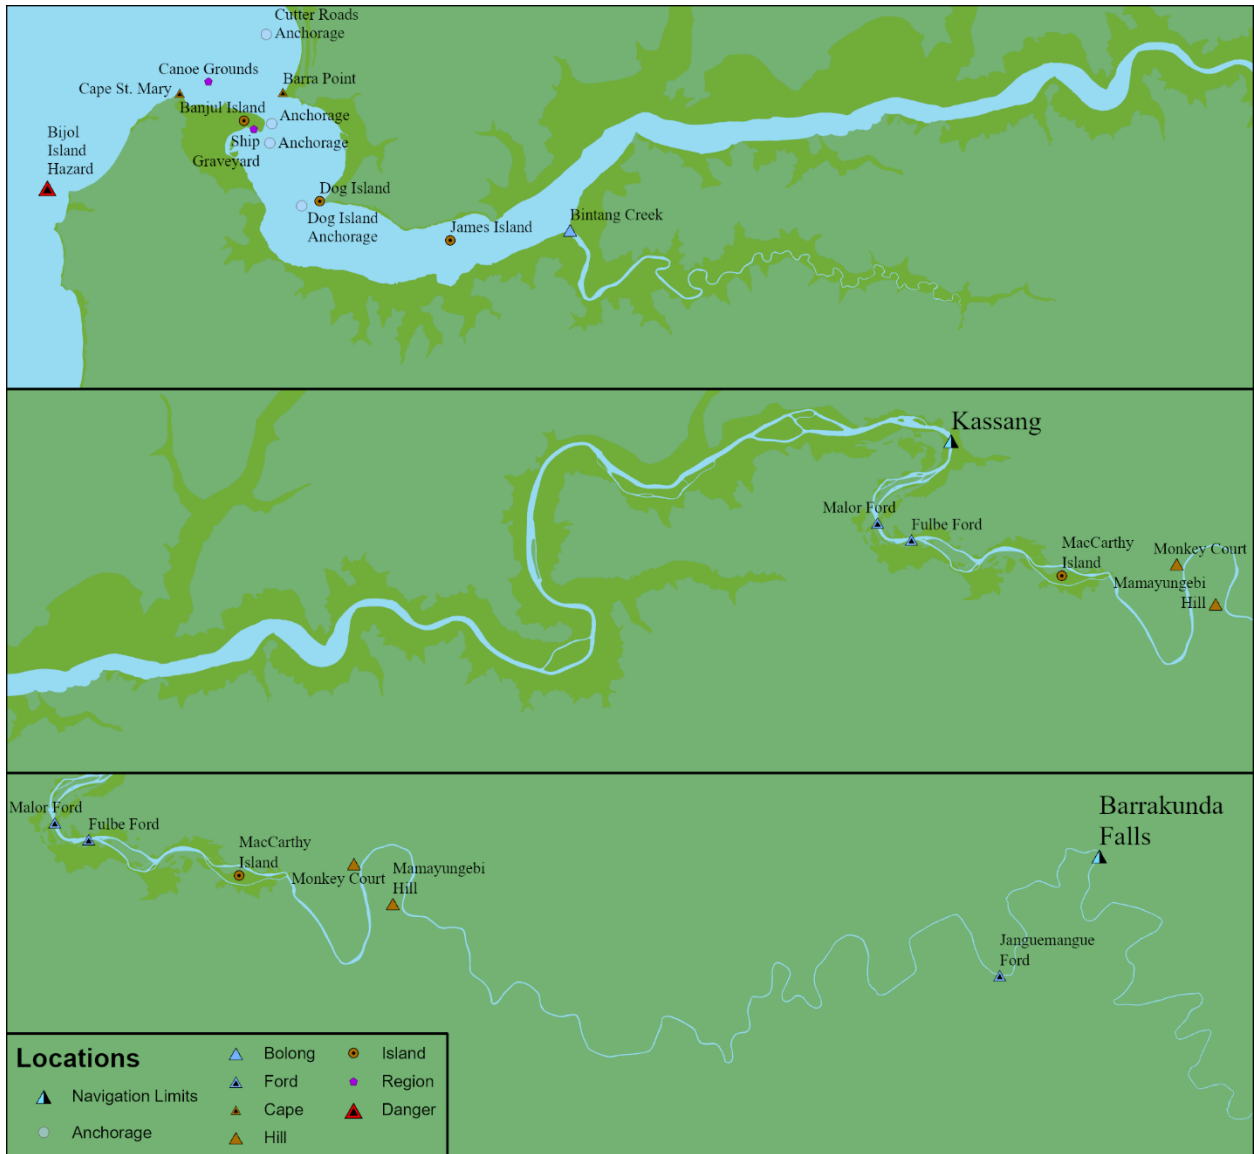 Cutter Roads
Anchorage
Canoe Grounds
Barra Point
Cape St. Mary
Banjul Island
Anchorage
Bijol
Island
Hazard
Ship
Graveyard
Anchorage
Dog Island
Dog Island
Anchorage
James Island
Bintang Creek
Kassang
Malor Ford
Fulbe Ford
MacCarthy
Island
Monkey Court
Mamayungebi
Hill
Malor Ford
Fulbe Ford
MacCarthy
Island
Monkey Court
Mamayungebi
Hill
Barrakunda
Falls
Janguemangue
Ford
Locations
Navigation Limits
Anchorage
Bolong
Ford
Cape
Hill
Island
Region
Danger